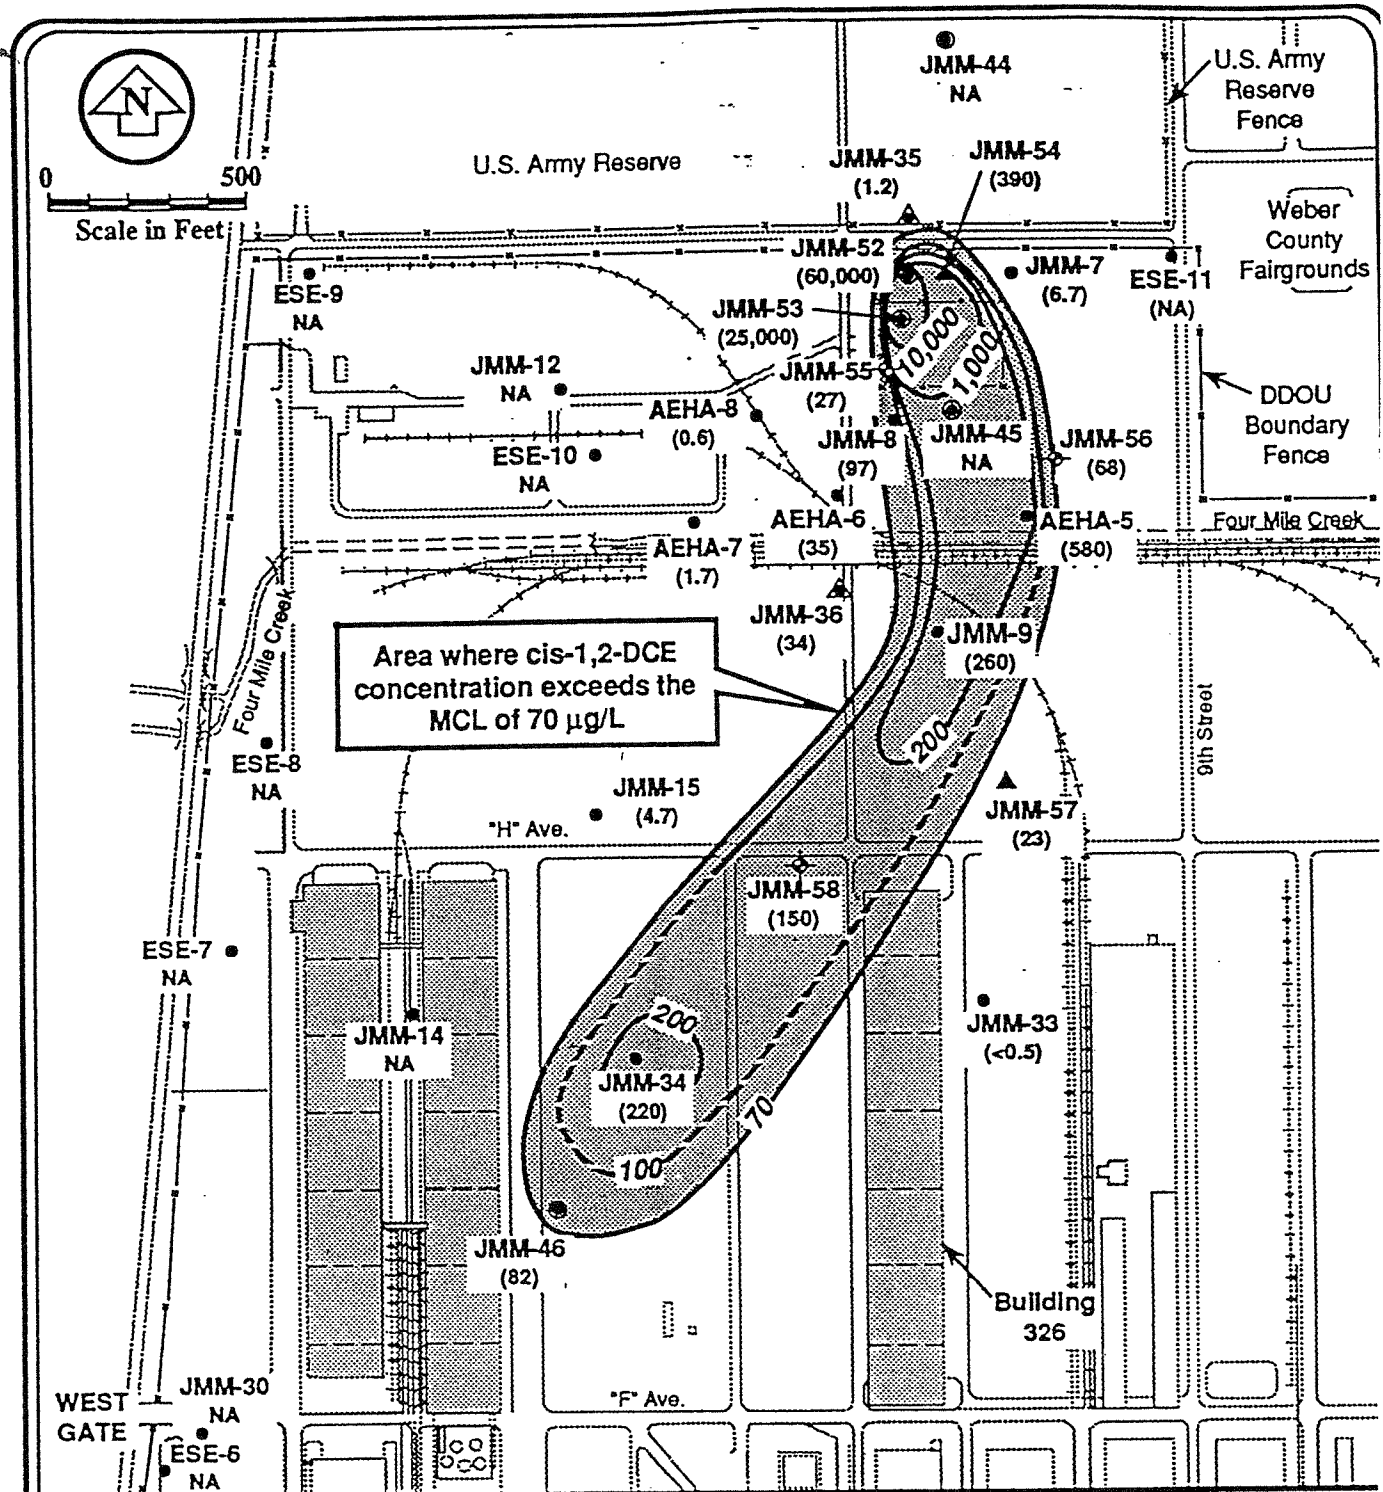 JMM-44
NA
U.S. Army
Reserve
Fence
N
0 500
Scale in Feet
U.S. Army Reserve
JMM-35
(1.2)
JMM-54
(390)
Weber
County
Fairgrounds
JMM-52
(60,000)
JMM-7
(6.7)
ESE-11
(NA)
ESE-9
NA
JMM-53
(25,000)
10,000
1,000
JMM-12
NA
JMM-55
(27)
DDOU
Boundary
Fence
AEHA-8
(0.6)
JMM-8
(97)
JMM-45
NA
JMM-56
(68)
ESE-10
NA
AEHA-6
(35)
AEHA-5
(580)
Four Mile Creek
AEHA-7
(1.7)
JMM-36
(34)
JMM-9
(260)
Four Mile Creek
Area where cis-1,2-DCE
concentration exceeds the
MCL of 70 µg/L
200
9th Street
ESE-8
NA
JMM-15
(4.7)
JMM-57
(23)
"H" Ave.
JMM-58
(150)
ESE-7
NA
200
JMM-14
NA
JMM-33
(<0.5)
JMM-34
(220)
70
100
JMM-46
(82)
Building
326
WEST
GATE
JMM-30
NA
"F" Ave.
ESE-6
NA